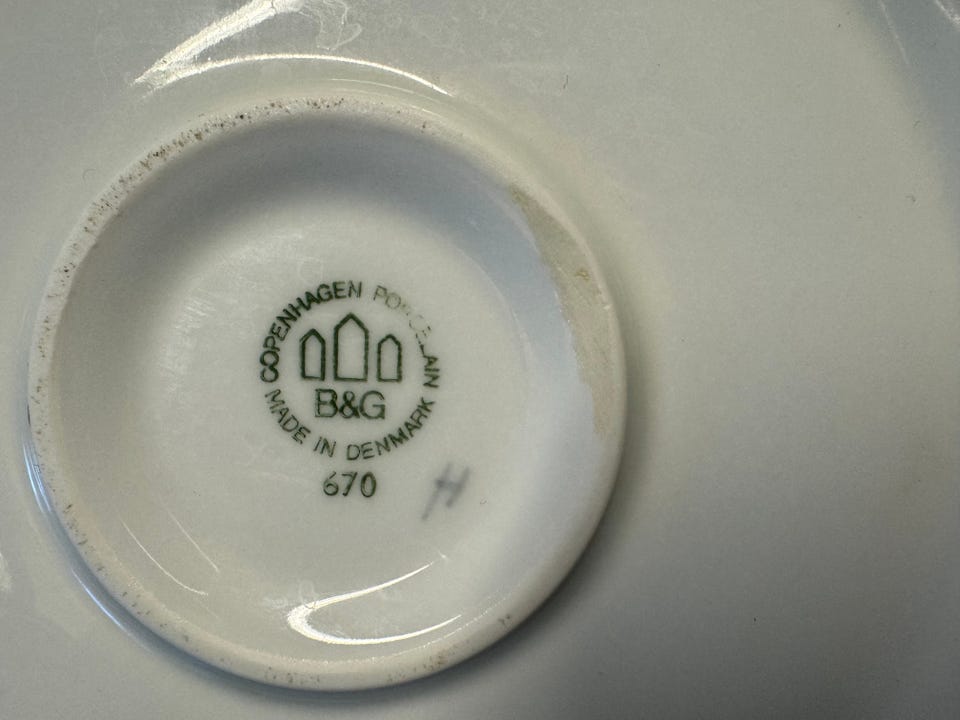 COPENHAGEN PORCELAIN
B&G
MADE IN DENMARK
670
H